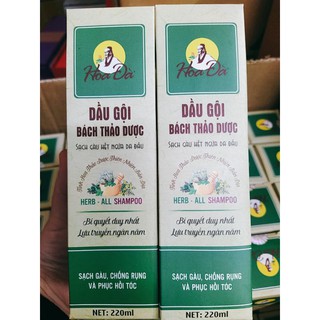 Hoa Đà
DẦU GỘI
BÁCH THẢO DƯỢC
SẠCH GÀU HẾT NGỨA DA ĐẦU
HERB - ALL SHAMPOO
Bí quyết duy nhất
Lưu truyền ngàn năm
SẠCH GÀU, CHỐNG RỤNG
VÀ PHỤC HỒI TÓC
NET: 220ml
Hoa Đà
DẦU GỘI
BÁCH THẢO DƯỢC
SẠCH GÀU HẾT NGỨA DA ĐẦU
HERB - ALL SHAMPOO
Bí quyết duy nhất
Lưu truyền ngàn năm
SẠCH GÀU, CHỐNG RỤNG
VÀ PHỤC HỒI TÓC
NET: 220ml